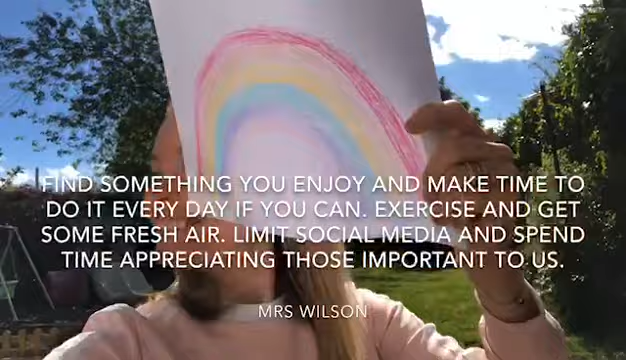 FIND SOMETHING YOU ENJOY AND MAKE TIME TO
DO IT EVERY DAY IF YOU CAN. EXERCISE AND GET
SOME FRESH AIR. LIMIT SOCIAL MEDIA AND SPEND
TIME APPRECIATING THOSE IMPORTANT TO US.
MRS WILSON